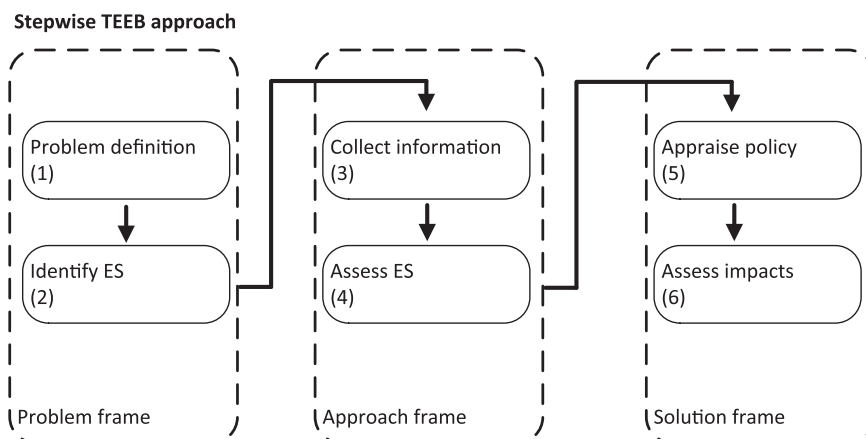 Stepwise TEEB approach
Problem definition
(1)
Identify ES
(2)
Problem frame
Collect information
(3)
Assess ES
(4)
Approach frame
Appraise policy
(5)
Assess impacts
(6)
Solution frame